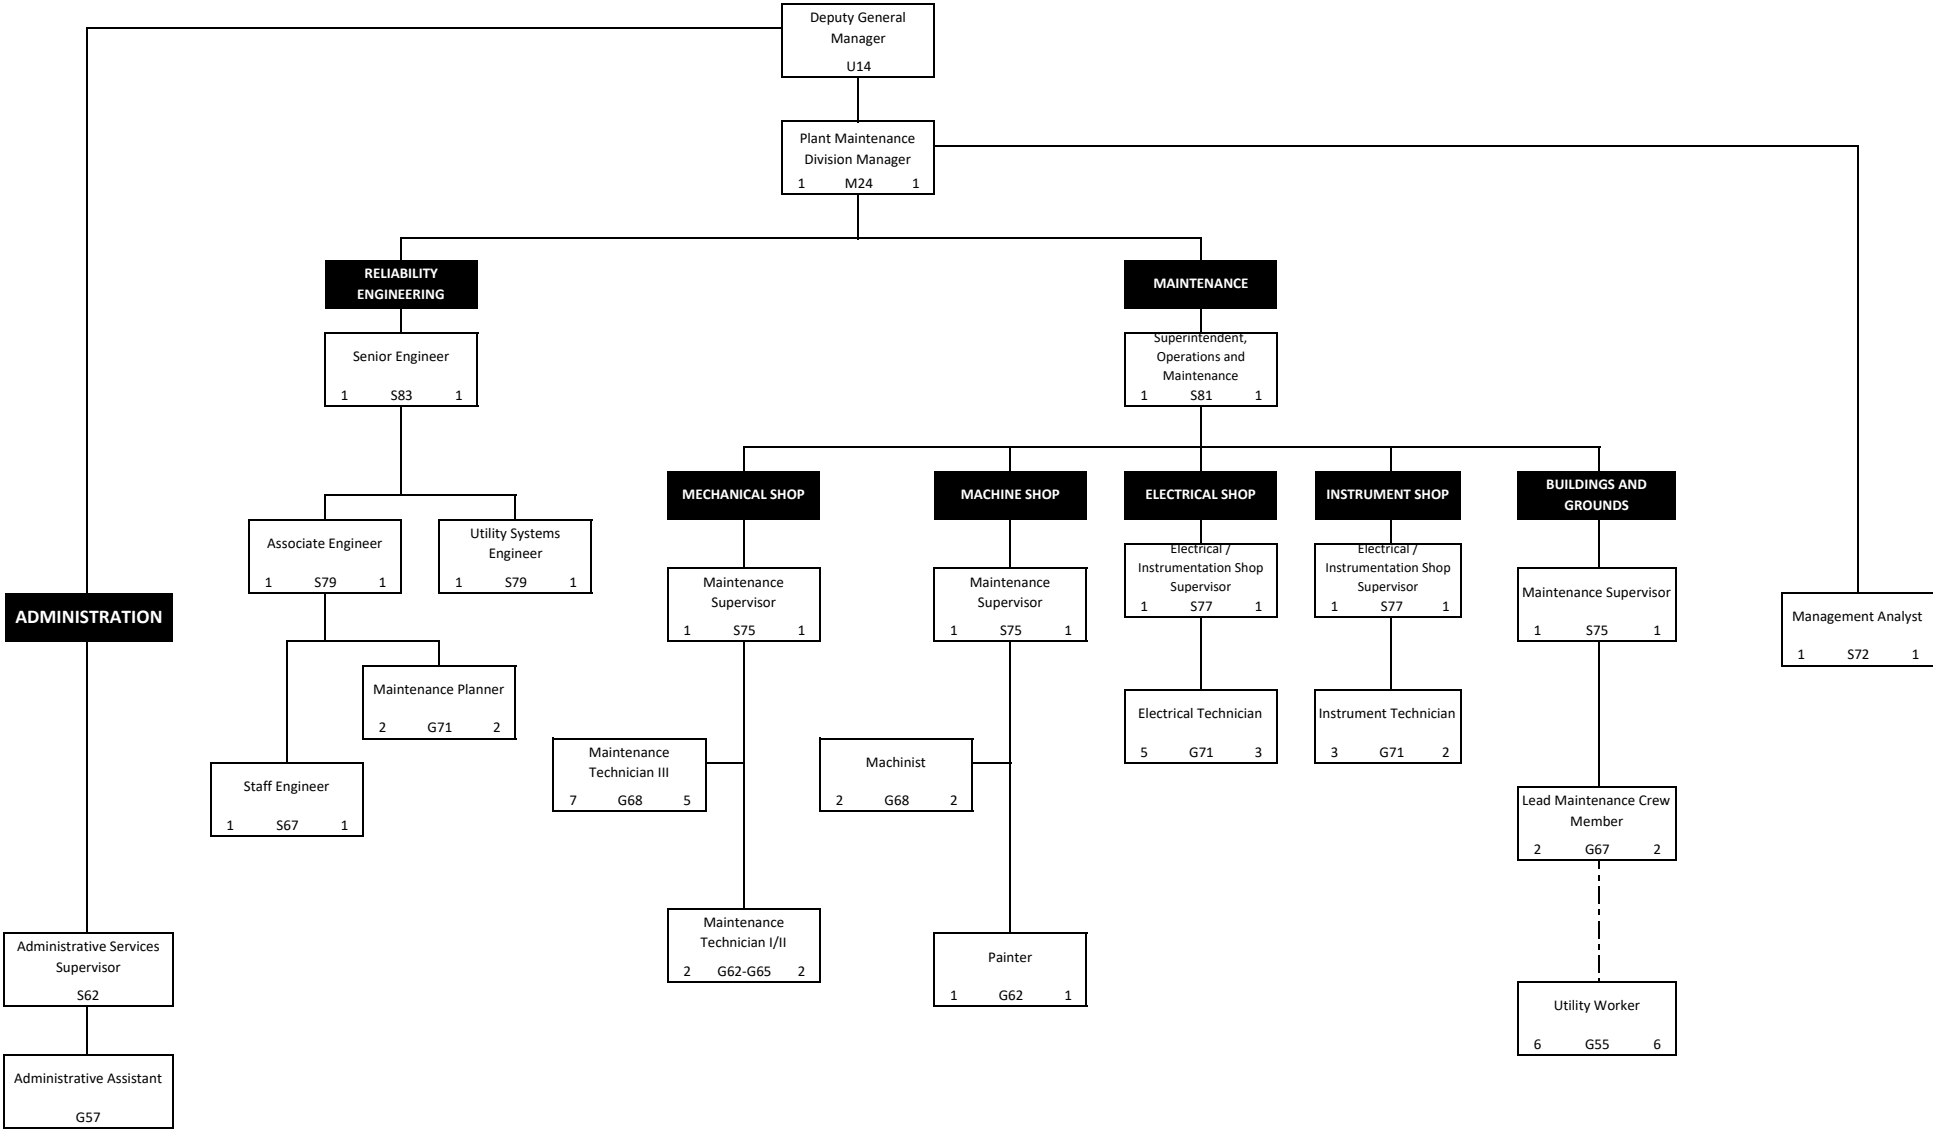 Deputy General
Manager
U14
Plant Maintenance
Division Manager
1 M24 1
RELIABILITY
ENGINEERING
MAINTENANCE
Senior Engineer
1 S83 1
Superintendent,
Operations and
Maintenance
1 S81 1
MECHANICAL SHOP
MACHINE SHOP
ELECTRICAL SHOP
INSTRUMENT SHOP
BUILDINGS AND
GROUNDS
Associate Engineer
1 S79 1
Utility Systems
Engineer
1 S79 1
Maintenance
Supervisor
1 S75 1
Maintenance
Supervisor
1 S75 1
Electrical /
Instrumentation Shop
Supervisor
1 S77 1
Electrical /
Instrumentation Shop
Supervisor
1 S77 1
Maintenance Supervisor
1 S75 1
ADMINISTRATION
Management Analyst
1 S72 1
Maintenance Planner
2 G71 2
Electrical Technician
5 G71 3
Instrument Technician
3 G71 2
Staff Engineer
1 S67 1
Maintenance
Technician III
7 G68 5
Machinist
2 G68 2
Lead Maintenance Crew
Member
2 G67 2
Maintenance
Technician I/II
2 G62-G65 2
Painter
1 G62 1
Administrative Services
Supervisor
S62
Utility Worker
6 G55 6
Administrative Assistant
G57